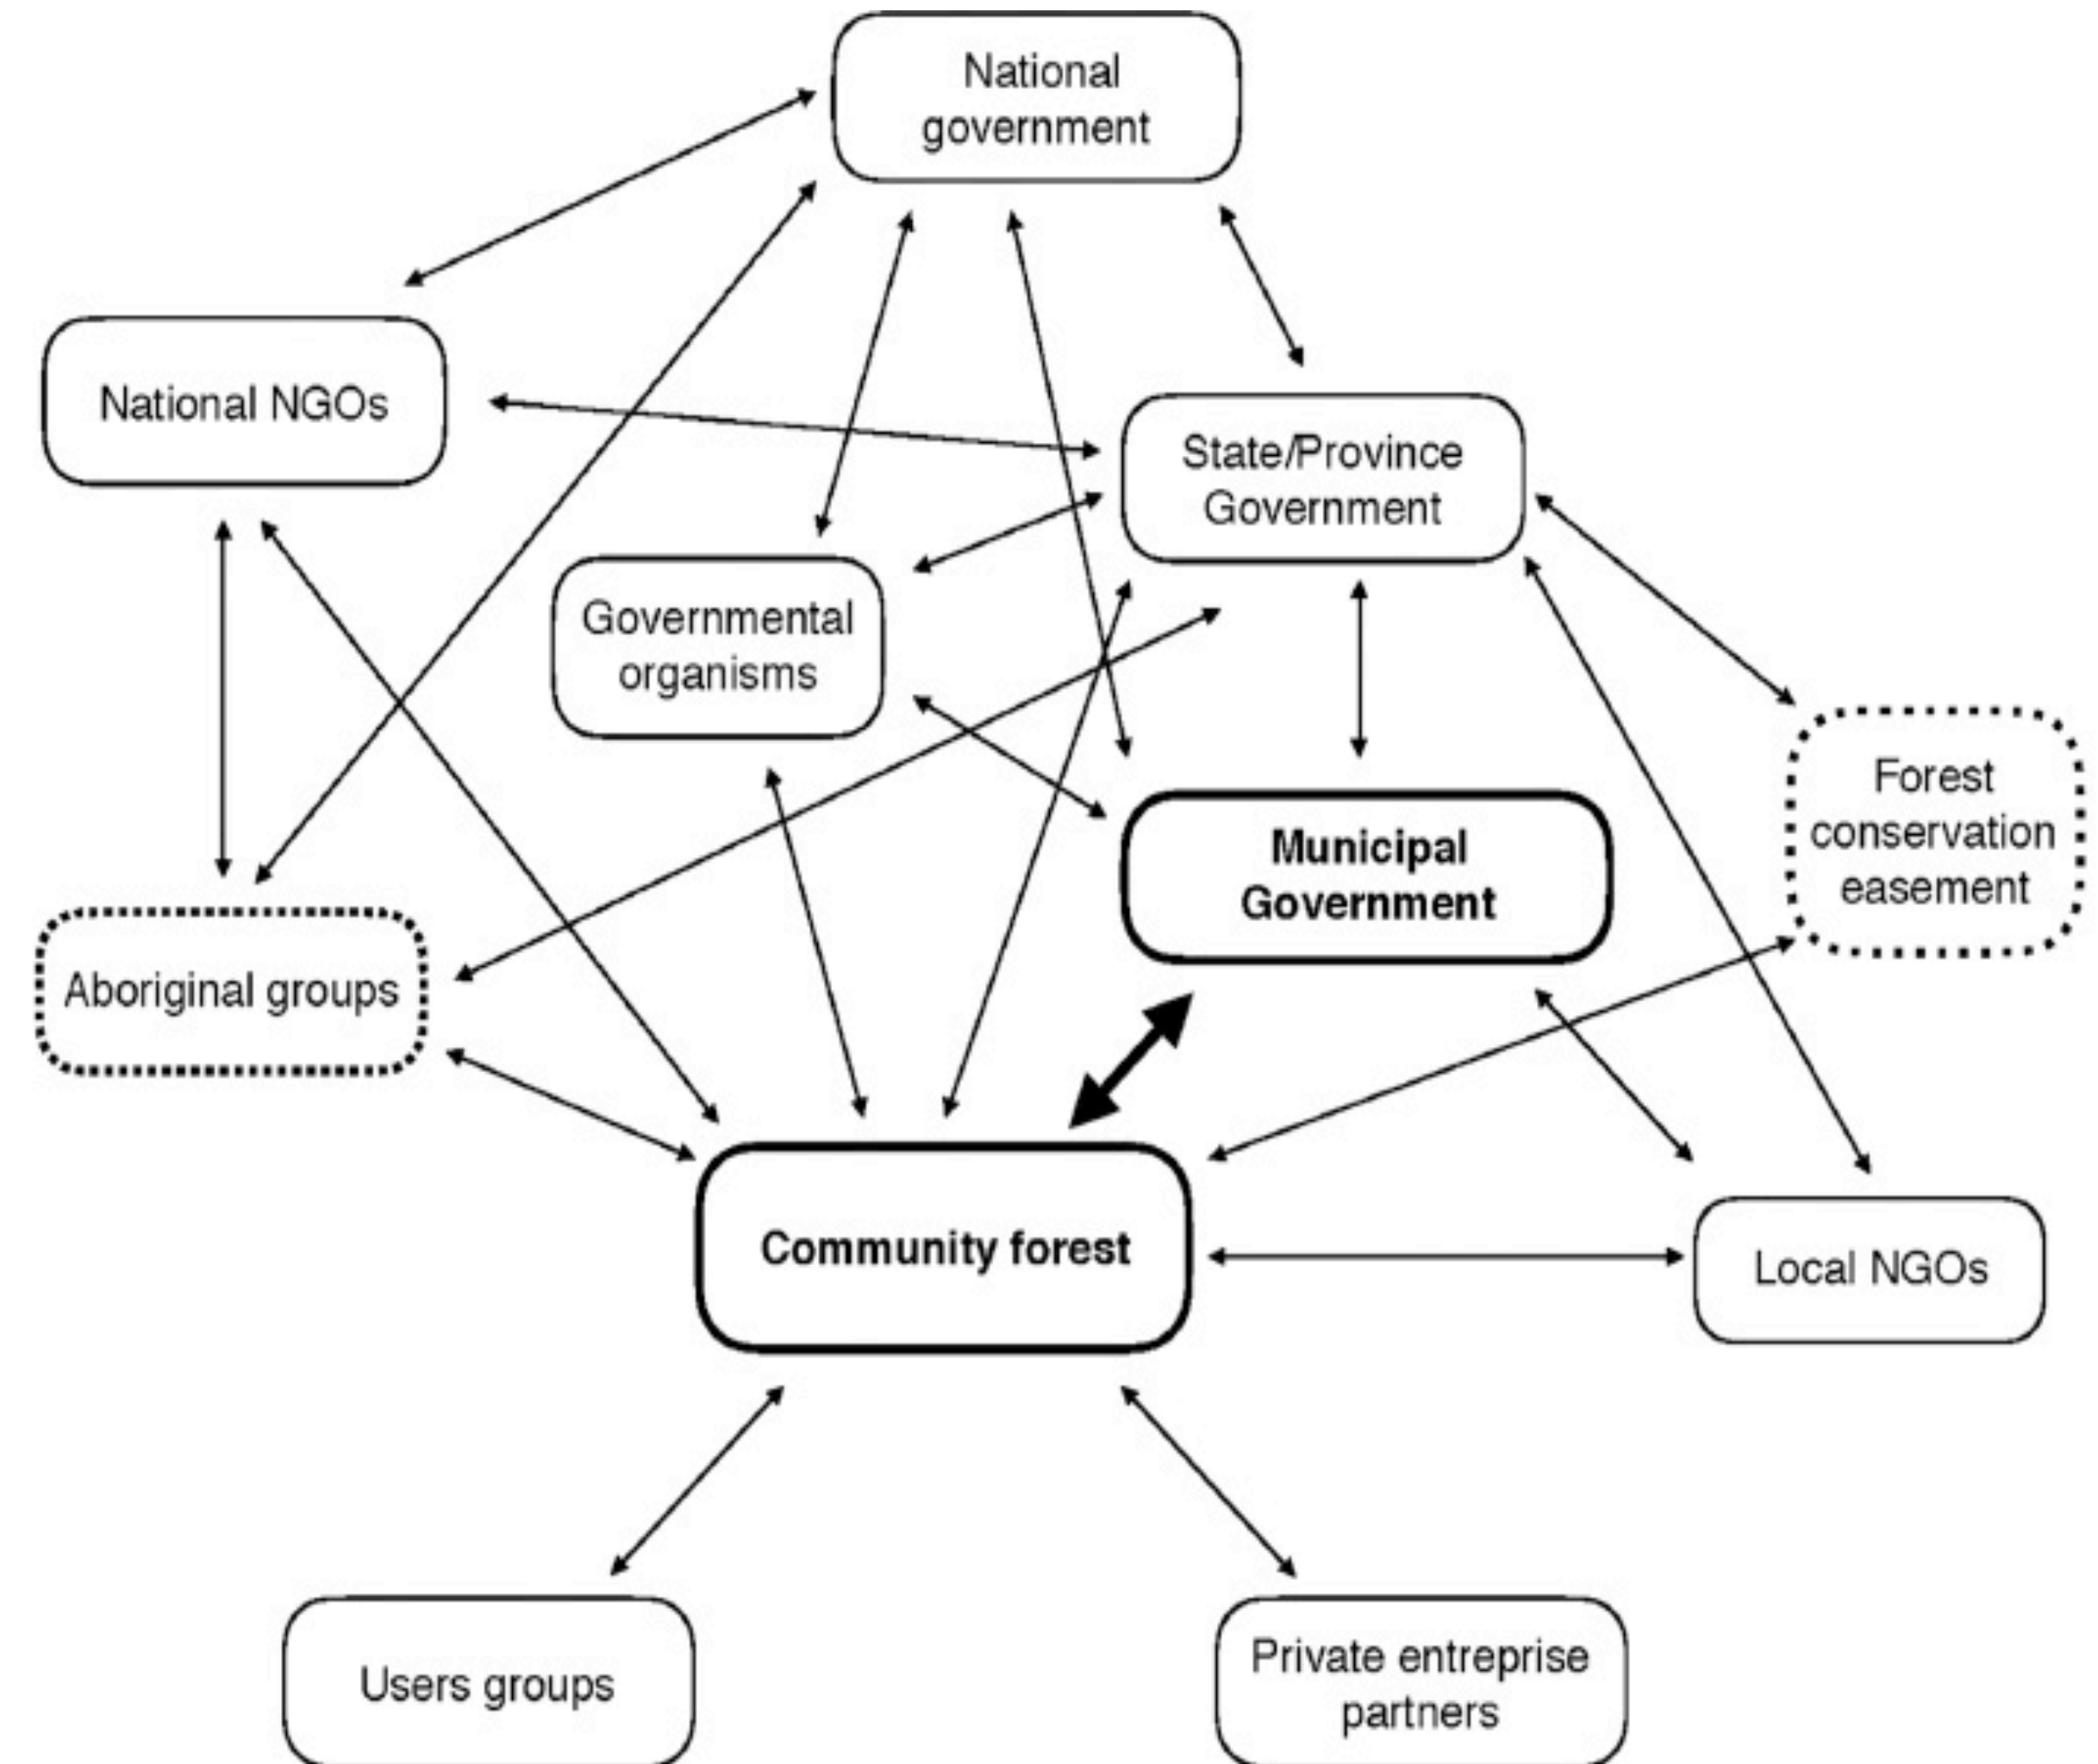 National
government
National NGOs
State/Province
Government
Governmental
organisms
Municipal
Government
Forest
conservation
easement
Aboriginal groups
Community forest
Local NGOs
Users groups
Private entreprise
partners